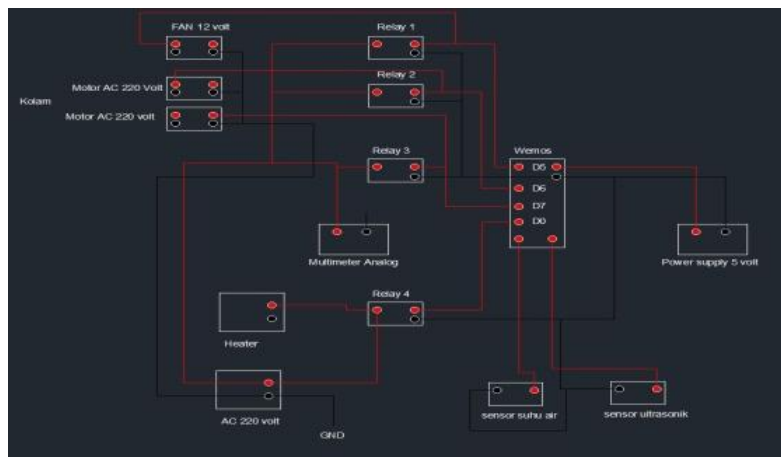 FAN 12 volt
Relay 1
Relay 2
Motor AC 220 Volt
Kolam
Motor AC 220 volt
Relay 3
Wemos
D5
D6
D7
D0
Multimeter Analog
Power supply 5 volt
Relay 4
Heater
AC 220 volt
GND
sensor suhu air
sensor ultrasonik